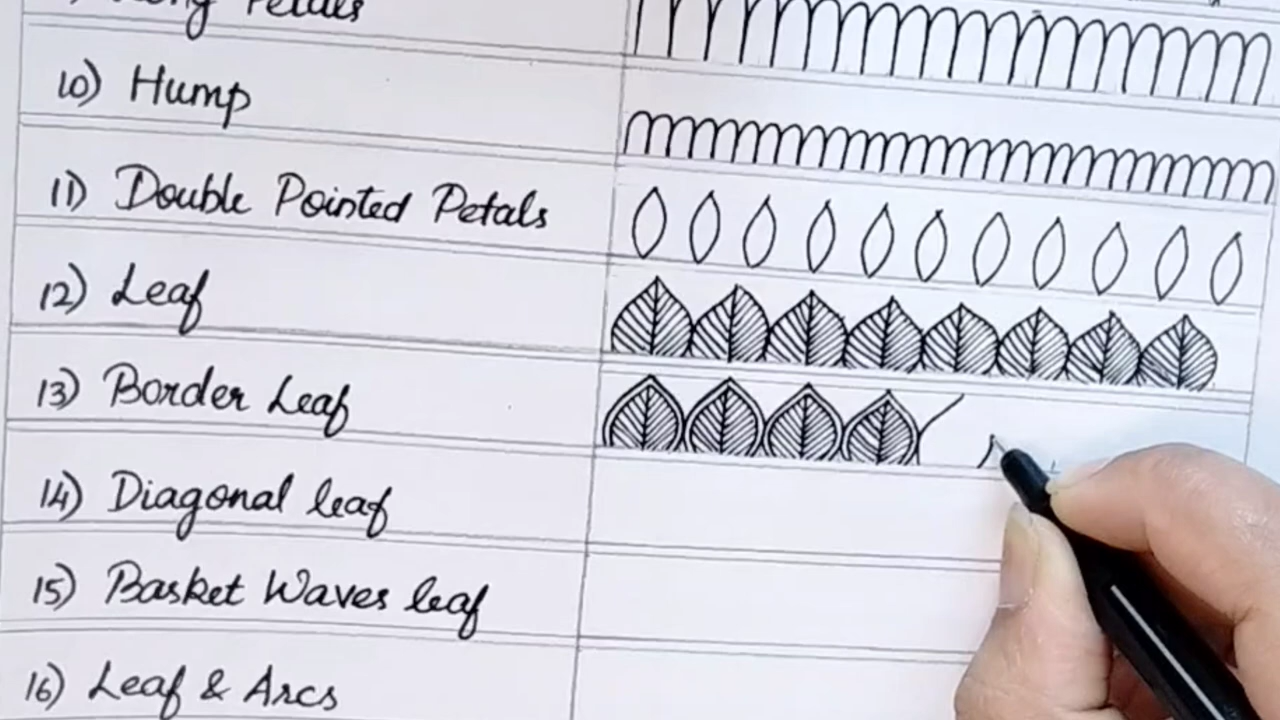 Petals
10) Hump
11) Double Pointed Petals
12) Leaf
13) Border Leaf
14) Diagonal leaf
15) Basket Waves leaf
16) Leaf & Arcs